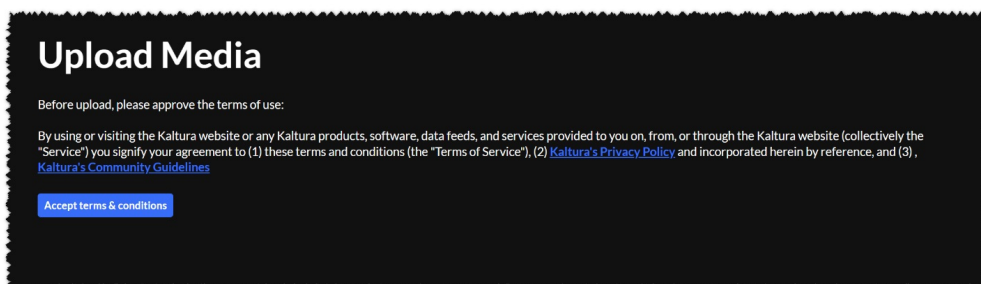 Upload Media
Before upload, please approve the terms of use:
By using or visiting the Kaltura website or any Kaltura products, software, data feeds, and services provided to you on, from, or through the Kaltura website (collectively the
"Service") you signify your agreement to (1) these terms and conditions (the "Terms of Service"), (2) Kaltura's Privacy Policy and incorporated herein by reference, and (3) ,
Kaltura's Community Guidelines
Accept terms & conditions